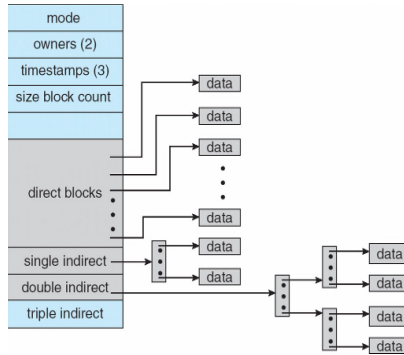 mode
owners (2)
timestamps (3)
size block count
direct blocks
single indirect
double indirect
triple indirect
data
data
data
data
data
data
data
data
data
data